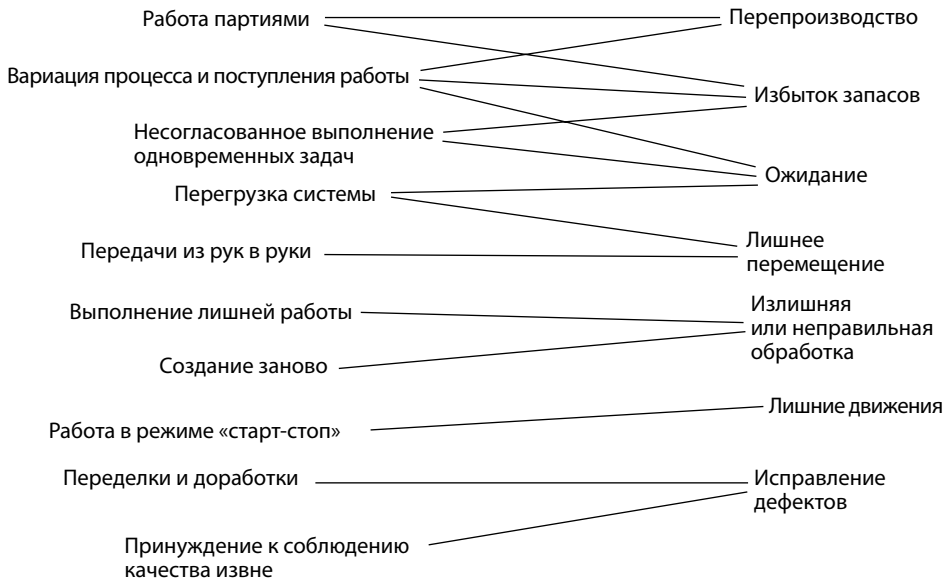 Работа партиями
Перепроизводство
Вариация процесса и поступления работы
Избыток запасов
Несогласованное выполнение
одновременных задач
Ожидание
Перегрузка системы
Передачи из рук в руки
Лишнее
перемещение
Выполнение лишней работы
Излишняя
или неправильная
обработка
Создание заново
Лишние движения
Работа в режиме «старт-стоп»
Переделки и доработки
Исправление
дефектов
Принуждение к соблюдению
качества извне